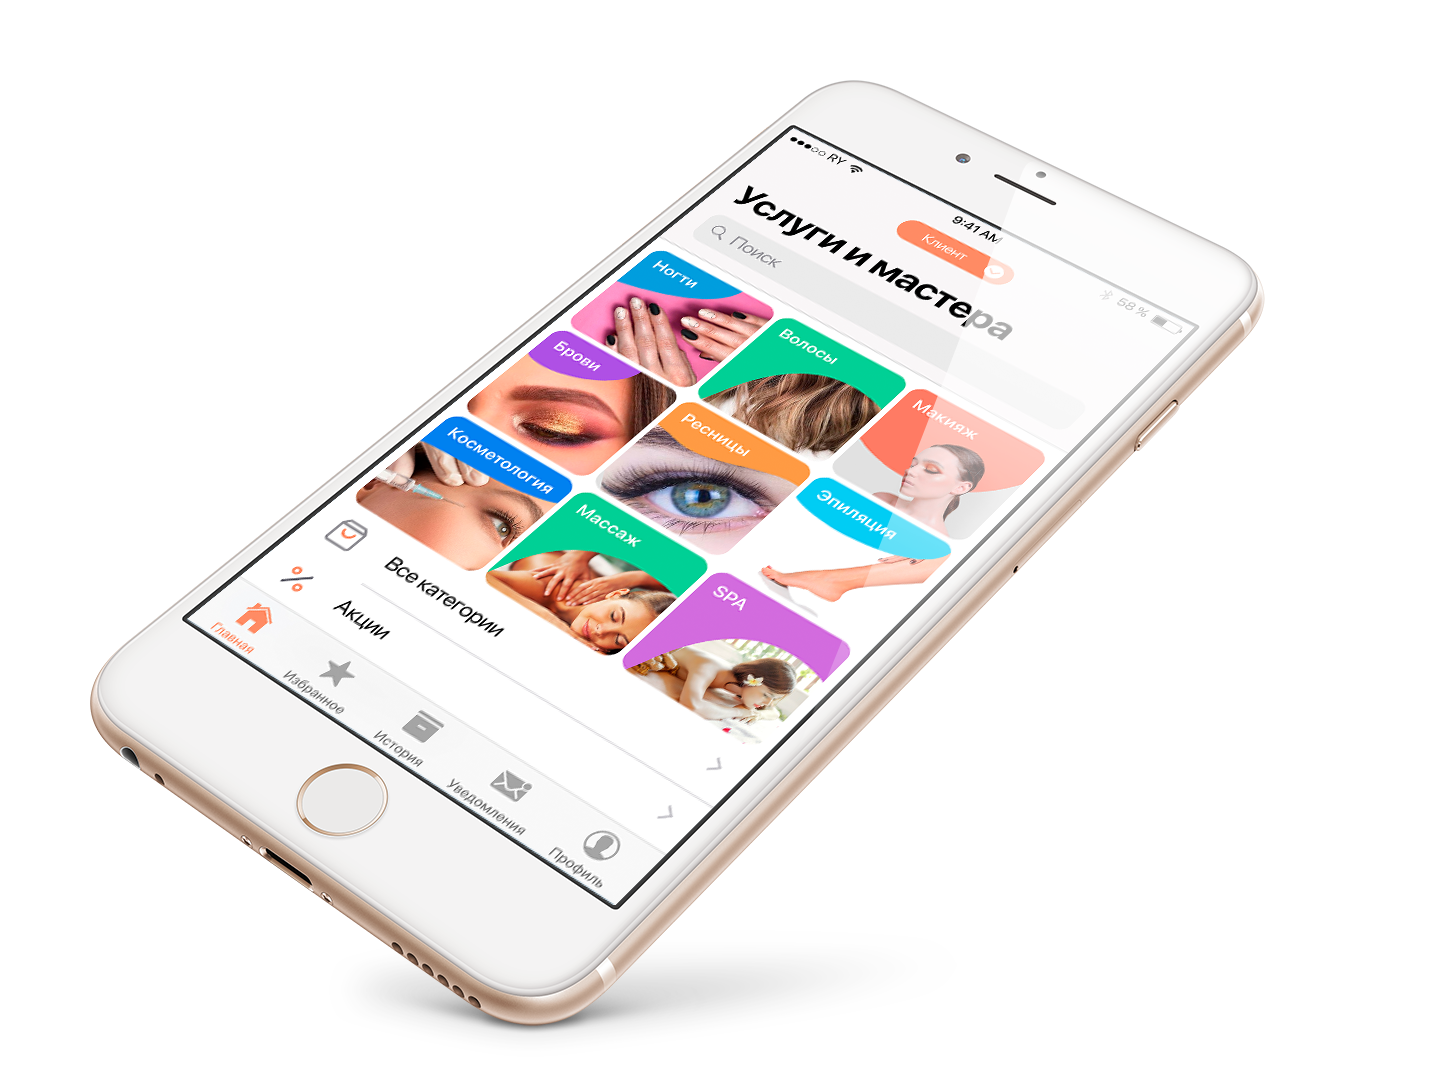 RY
9:41 AM
58 %
Клиент
Услуги и мастера
Поиск
Ногти
Волосы
Макияж
Брови
Ресницы
Эпиляция
Косметология
Массаж
SPA
Все категории
Акции
Главная
Избранное
История
Уведомления
Профиль